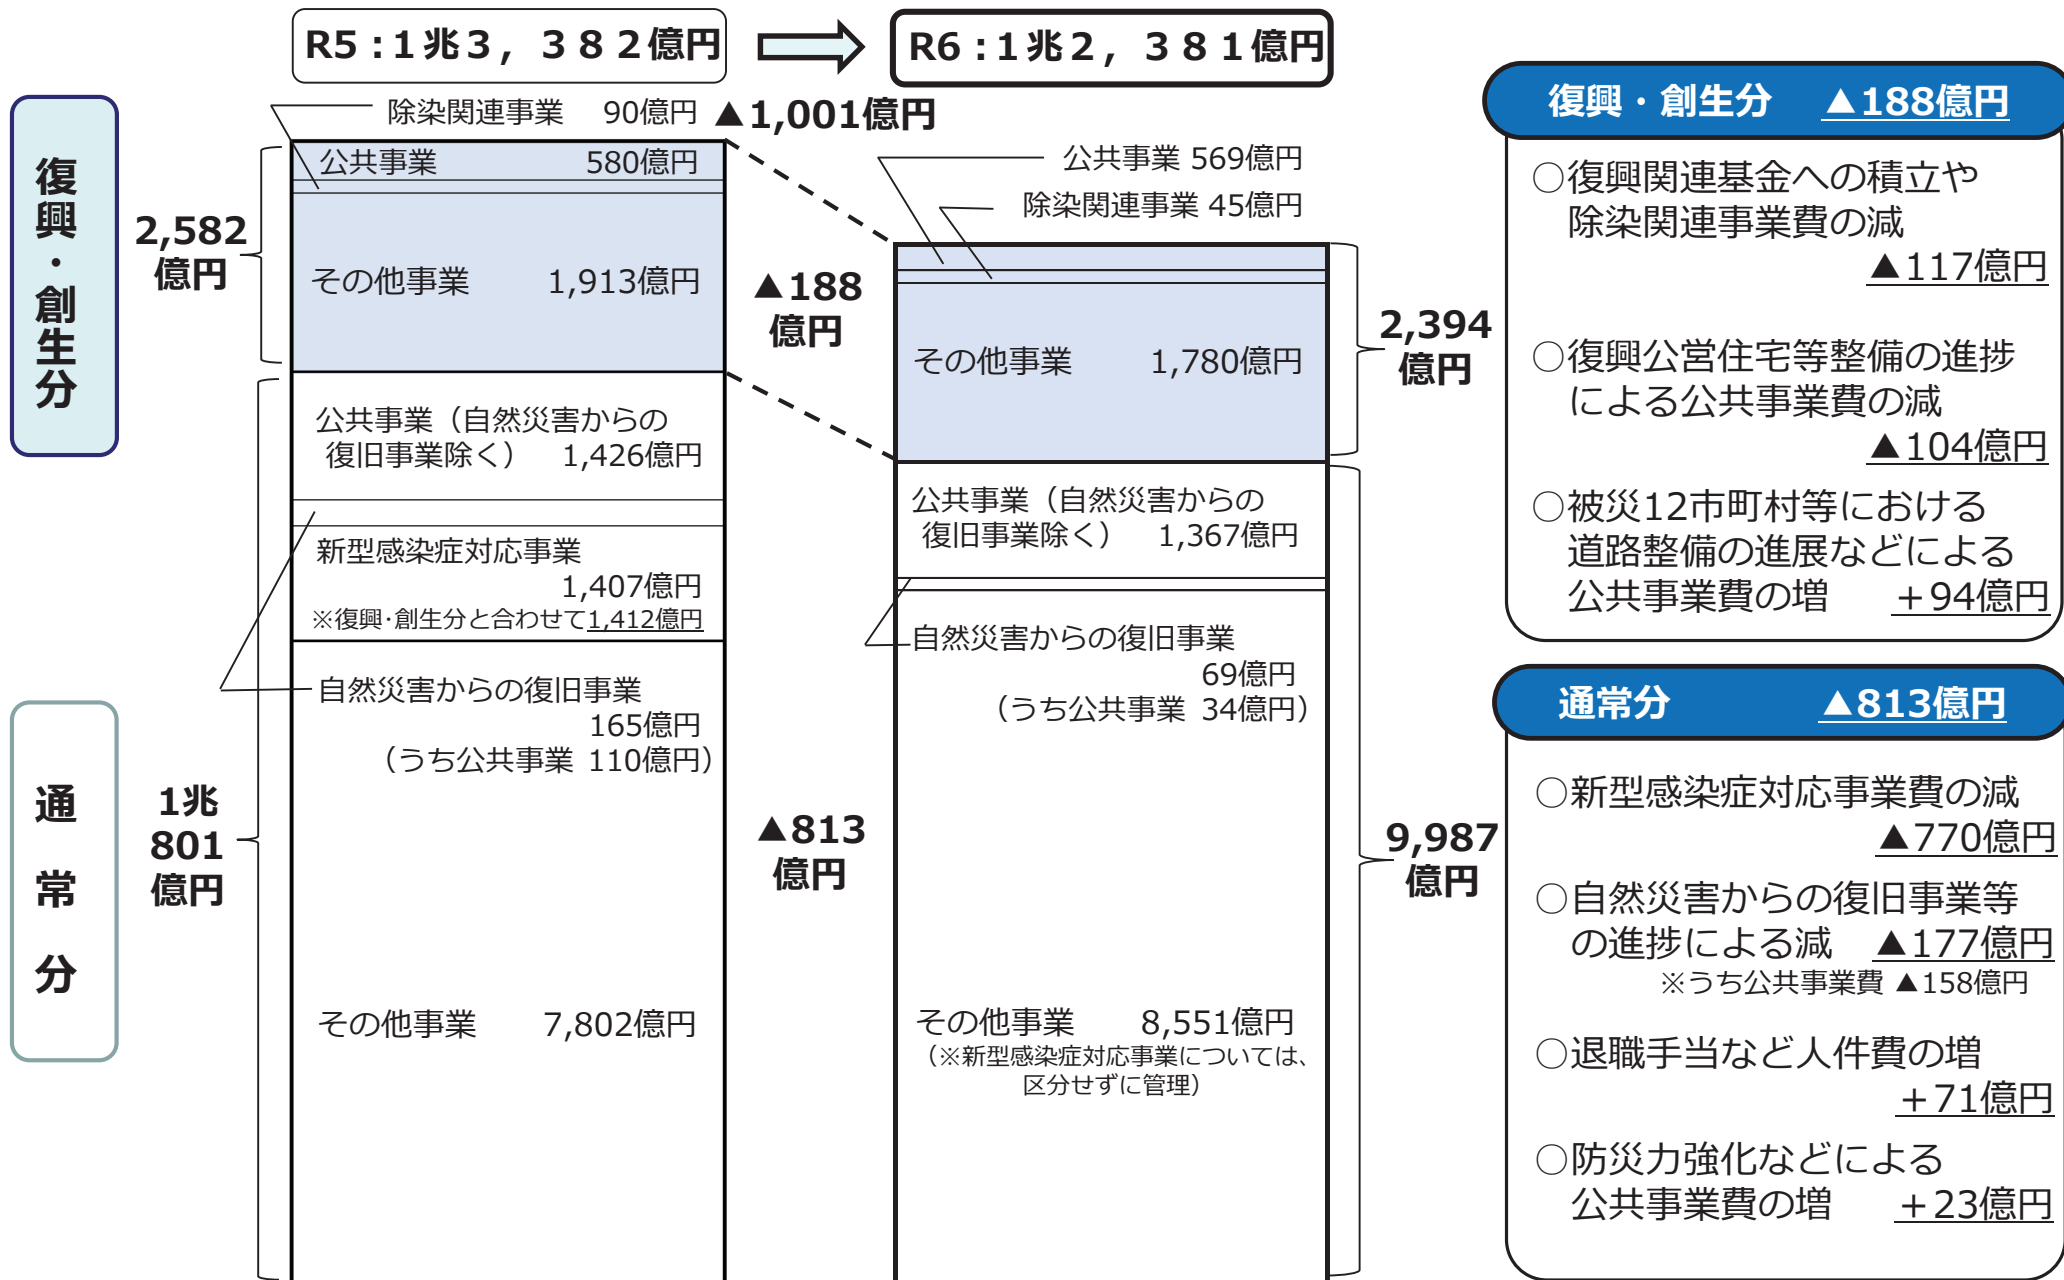 R5：1兆３，３８２億円
R6：1兆２，３８１億円
▲1,001億円
復興・創生分
2,582
億円
除染関連事業 90億円
公共事業 580億円
その他事業 1,913億円
▲188
億円
公共事業 569億円
除染関連事業 45億円
その他事業 1,780億円
2,394
億円
通常分
1兆
801
億円
公共事業（自然災害からの
復旧事業除く） 1,426億円
新型感染症対応事業
1,407億円
※復興･創生分と合わせて1,412億円
自然災害からの復旧事業
165億円
（うち公共事業 110億円）
その他事業 7,802億円
▲813
億円
公共事業（自然災害からの
復旧事業除く） 1,367億円
自然災害からの復旧事業
69億円
（うち公共事業 34億円）
その他事業 8,551億円
（※新型感染症対応事業については、
区分せずに管理）
9,987
億円
復興・創生分 ▲188億円
○復興関連基金への積立や
除染関連事業費の減
▲117億円
○復興公営住宅等整備の進捗
による公共事業費の減
▲104億円
○被災12市町村等における
道路整備の進展などによる
公共事業費の増 ＋94億円
通常分 ▲813億円
○新型感染症対応事業費の減
▲770億円
○自然災害からの復旧事業等
の進捗による減 ▲177億円
※うち公共事業費 ▲158億円
○退職手当など人件費の増
＋71億円
○防災力強化などによる
公共事業費の増 ＋23億円